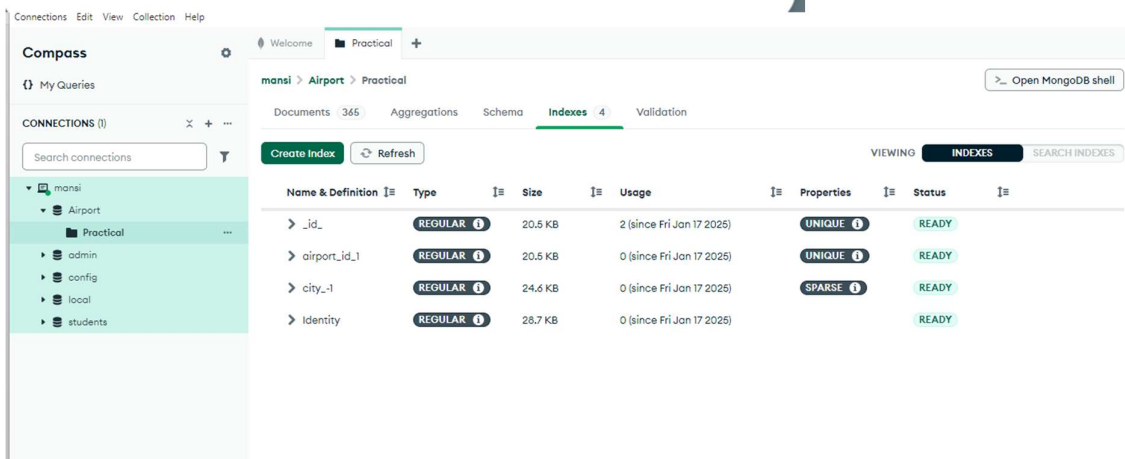 Connections Edit View Collection Help
Compass
{} My Queries
CONNECTIONS (1)
Search connections
mansi
Airport
Practical
admin
config
local
students
Welcome Practical
mansi > Airport > Practical
>_ Open MongoDB shell
Documents 365 Aggregations Schema Indexes 4 Validation
Create Index Refresh
VIEWING INDEXES SEARCH INDEXES
Name & Definition Type Size Usage Properties Status
_id_ REGULAR 20.5 KB 2 (since Fri Jan 17 2025) UNIQUE READY
airport_id_1 REGULAR 20.5 KB 0 (since Fri Jan 17 2025) UNIQUE READY
city_-1 REGULAR 24.6 KB 0 (since Fri Jan 17 2025) SPARSE READY
Identity REGULAR 28.7 KB 0 (since Fri Jan 17 2025) READY